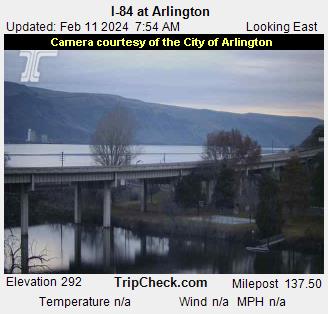 I-84 at Arlington
Updated: Feb 11 2024 7:54 AM Looking East
Camera courtesy of the City of Arlington
Elevation 292 TripCheck.com Milepost 137.50
Temperature n/a Wind n/a MPH n/a